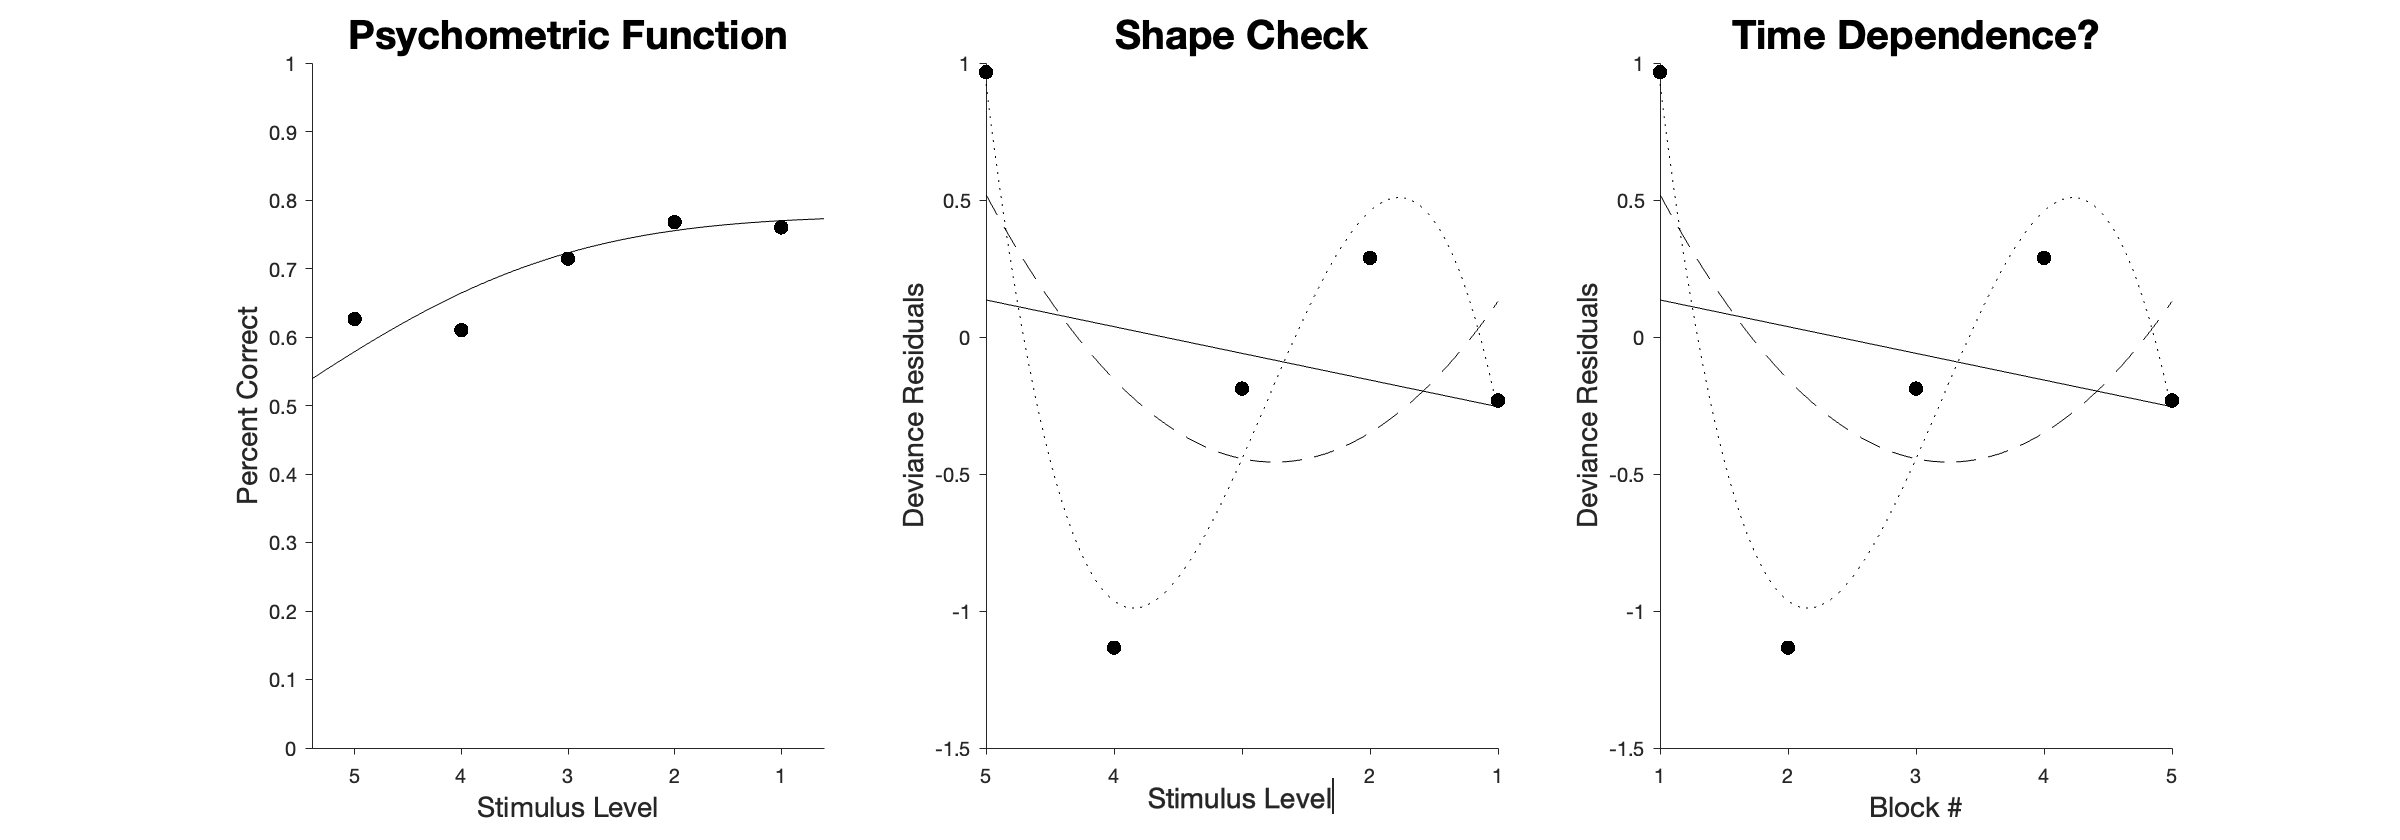 Psychometric Function
Shape Check
Time Dependence?
Percent Correct
1
0.9
0.8
0.7
0.6
0.5
0.4
0.3
0.2
0.1
0
5 4 3 2 1
Stimulus Level
Deviance Residuals
1
0.5
0
-0.5
-1
-1.5
5 4 2 1
Stimulus Level
Deviance Residuals
1
0.5
0
-0.5
-1
-1.5
1 2 3 4 5
Block #